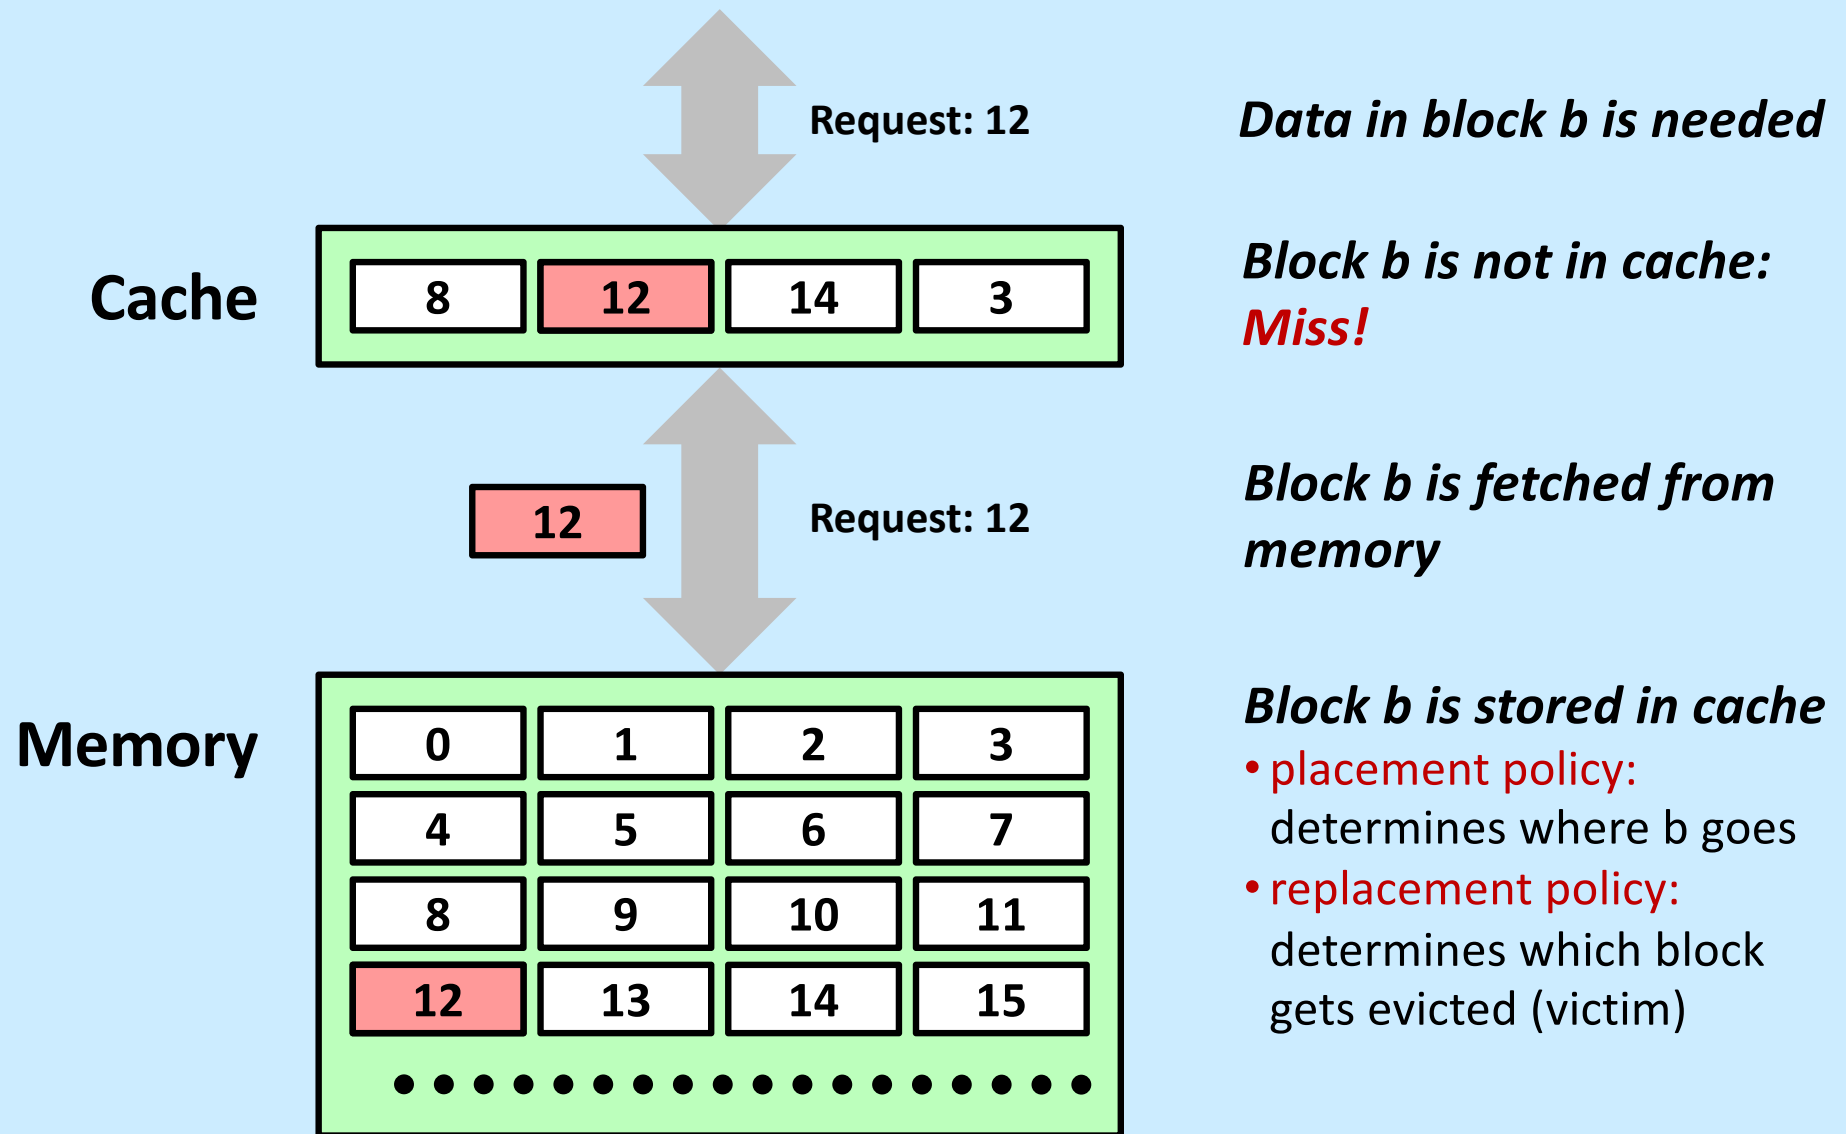 Request: 12
Data in block b is needed
Cache
8 12 14 3
Block b is not in cache:
Miss!
12
Request: 12
Block b is fetched from
memory
Memory
0 1 2 3
4 5 6 7
8 9 10 11
12 13 14 15
Block b is stored in cache
• placement policy:
determines where b goes
• replacement policy:
determines which block
gets evicted (victim)